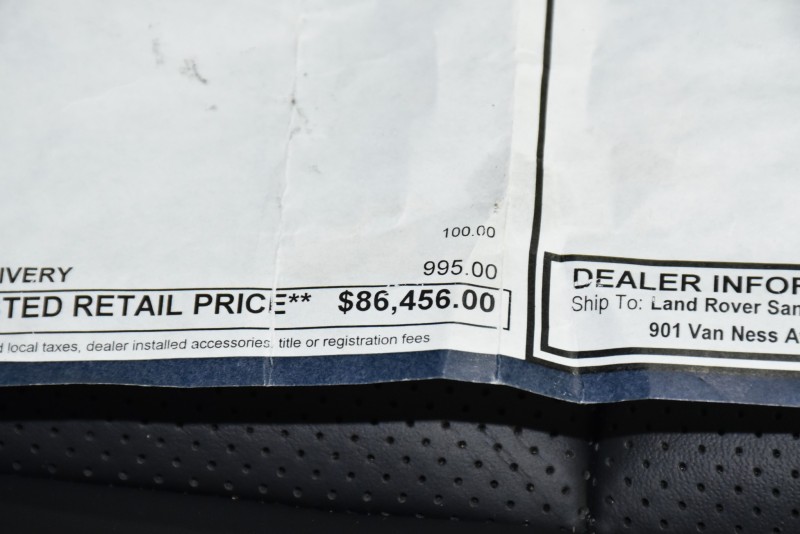 100.00
IVERY 995.00
STED RETAIL PRICE** $86,456.00
d local taxes, dealer installed accessories, title or registration fees
DEALER INFOR
Ship To: Land Rover San
901 Van Ness A